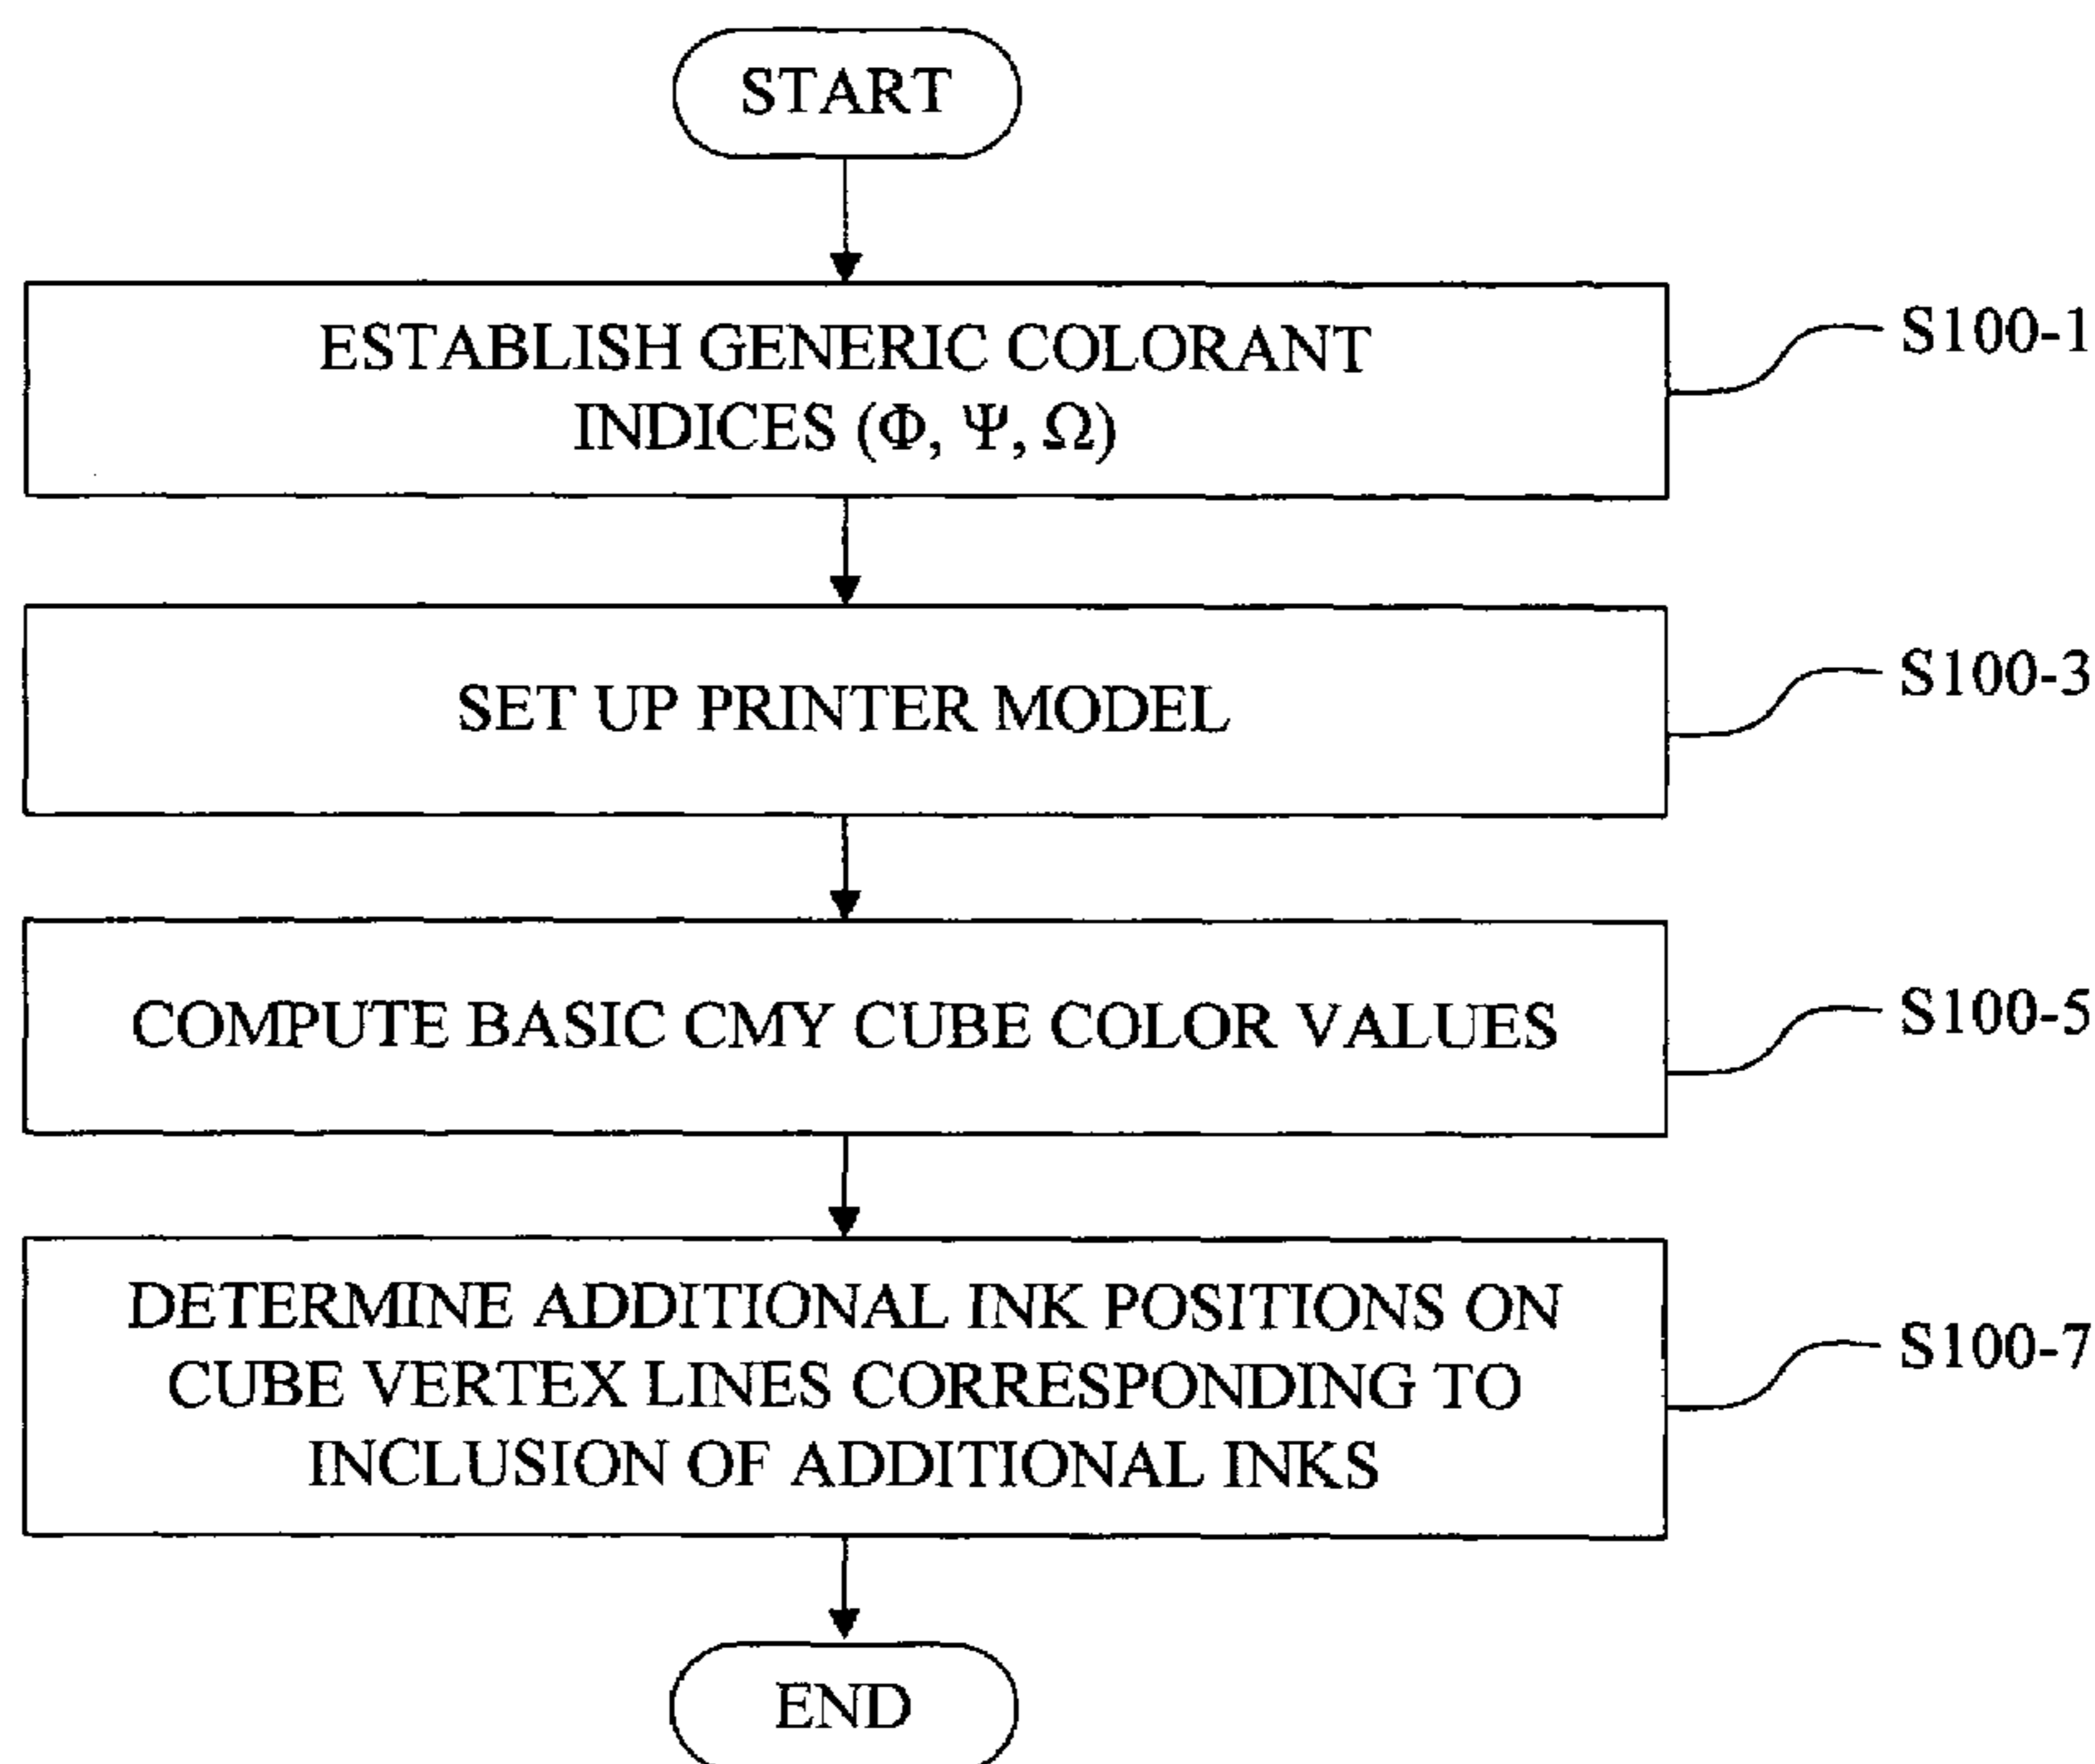 START
ESTABLISH GENERIC COLORANT
INDICES (Φ, Ψ, Ω)
S100-1
SET UP PRINTER MODEL
S100-3
COMPUTE BASIC CMY CUBE COLOR VALUES
S100-5
DETERMINE ADDITIONAL INK POSITIONS ON
CUBE VERTEX LINES CORRESPONDING TO
INCLUSION OF ADDITIONAL INKS
S100-7
END